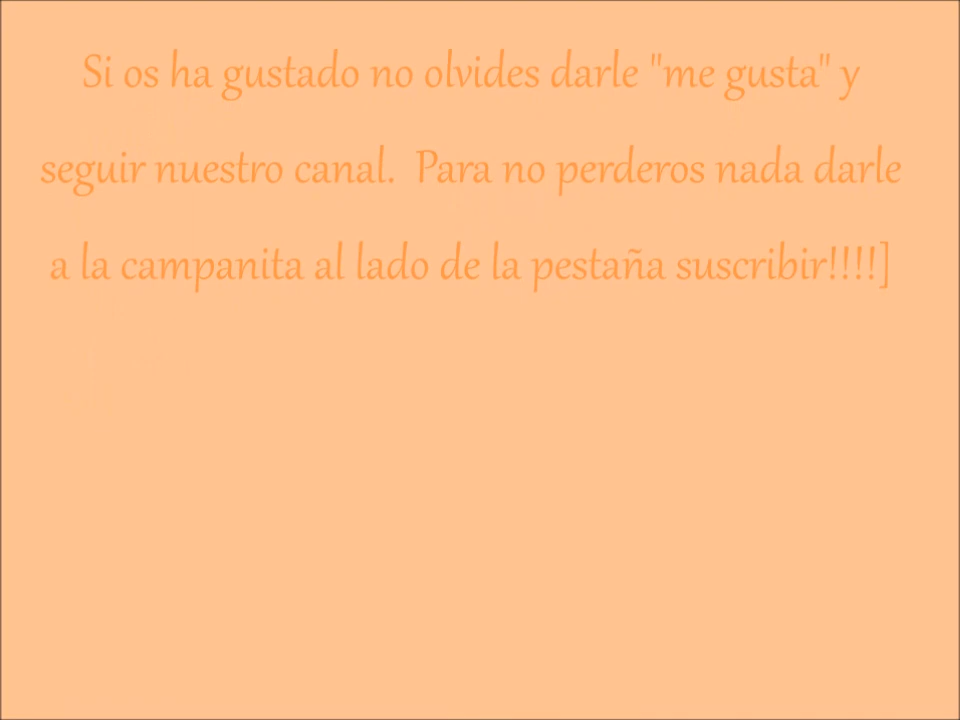 Si os ha gustado no olvides darle "me gusta" y
seguir nuestro canal.  Para no perderos nada darle
a la campanita al lado de la pestaña suscribir!!!!]